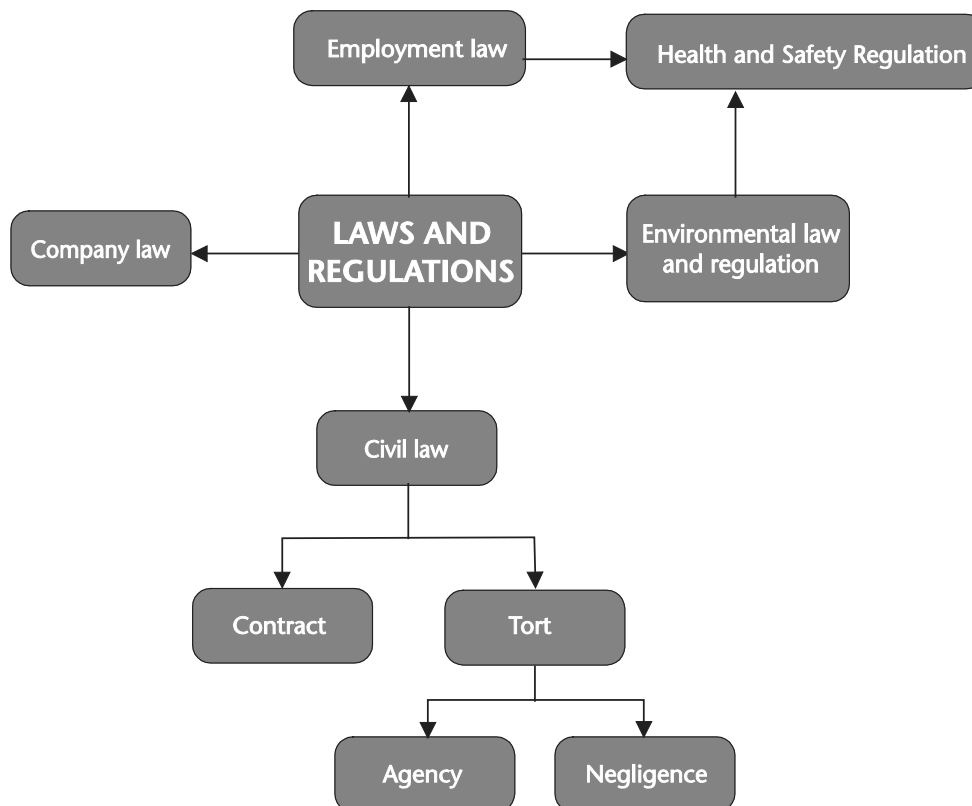 Employment law
Health and Safety Regulation
Company law
LAWS AND
REGULATIONS
Environmental law
and regulation
Civil law
Contract
Tort
Agency
Negligence